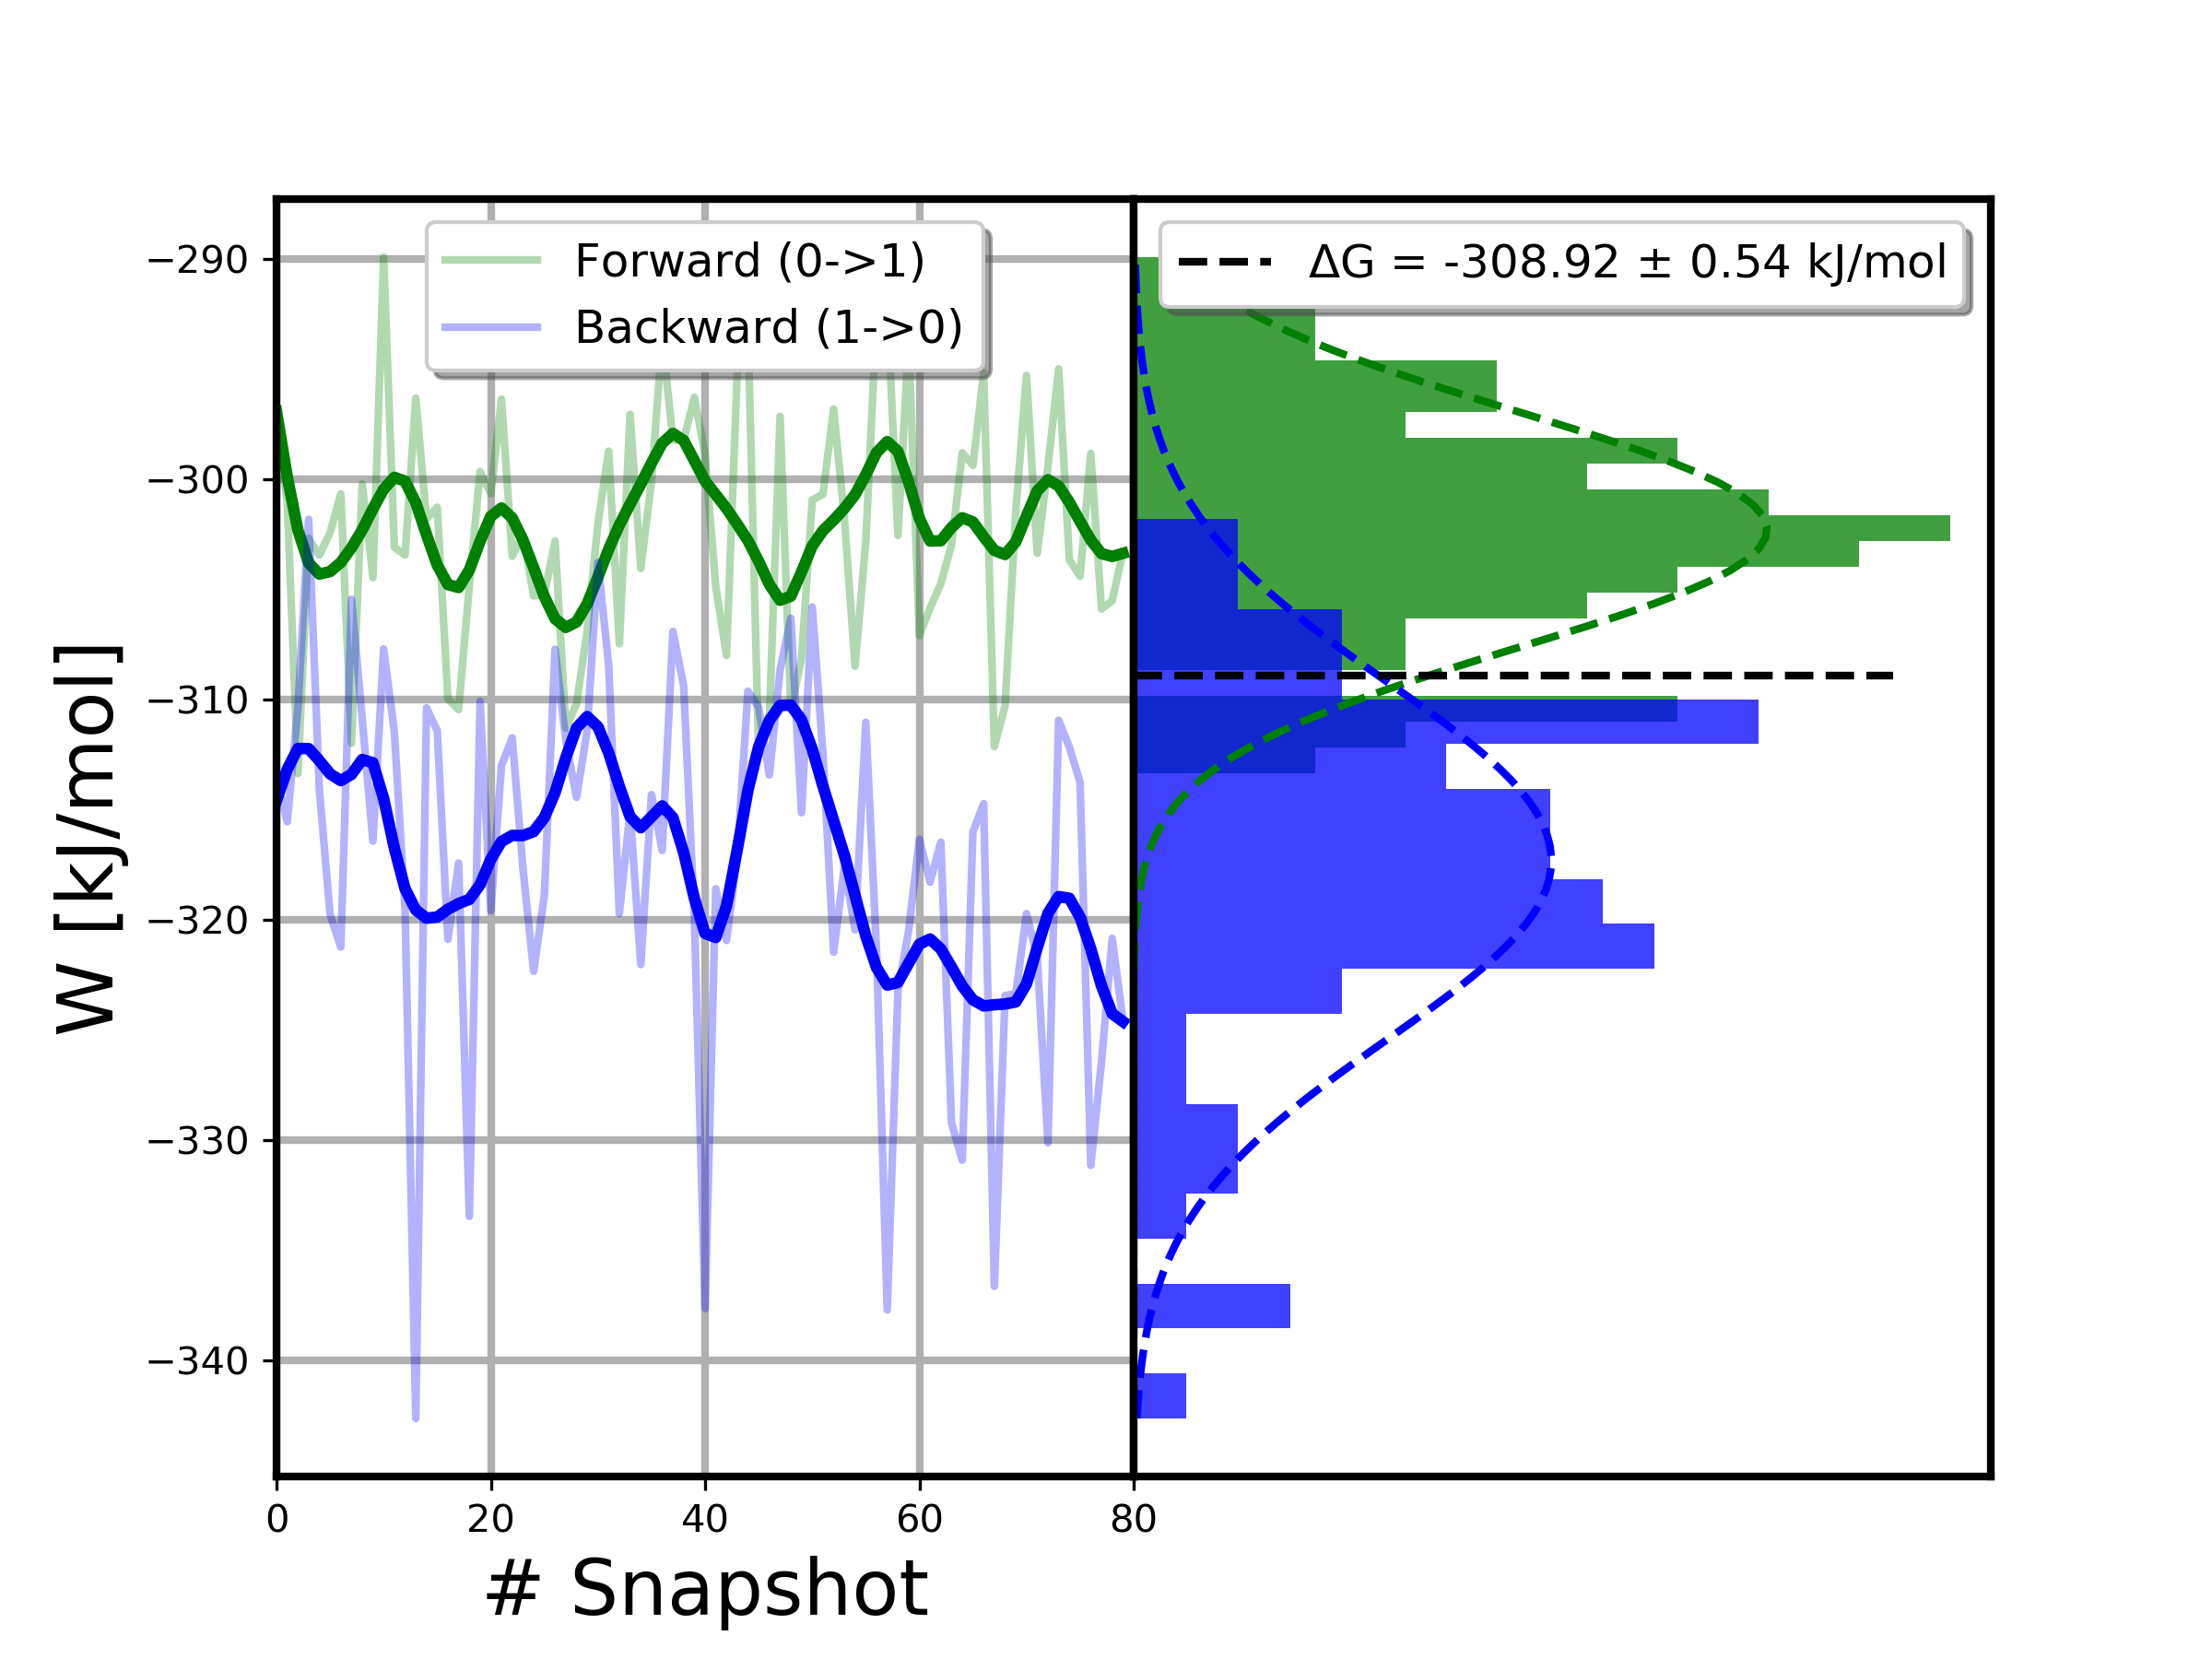 Forward (0->1)
Backward (1->0)
ΔG = -308.92 ± 0.54 kJ/mol
W [kJ/mol]
−290
−300
−310
−320
−330
−340
0 20 40 60 80
# Snapshot